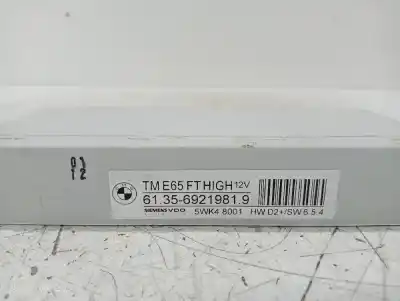 TM E65 FT HIGH 12V
61.35-6921981.9
SIEMENS VDO 5WK4 8001 HW D2+/SW 6.5.4
01
12